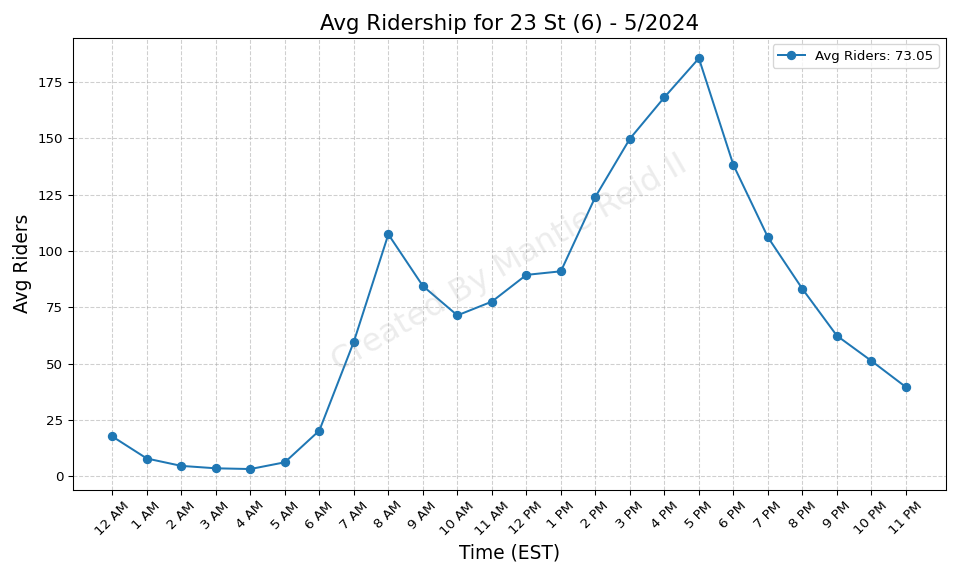 Avg Ridership for 23 St (6) - 5/2024
Avg Riders: 73.05
175
150
125
100
75
50
25
0
Avg Riders
Created By Mantie Reid II
12 AM
1 AM
2 AM
3 AM
4 AM
5 AM
6 AM
7 AM
8 AM
9 AM
10 AM
11 AM
12 PM
1 PM
2 PM
3 PM
4 PM
5 PM
6 PM
7 PM
8 PM
9 PM
10 PM
11 PM
Time (EST)